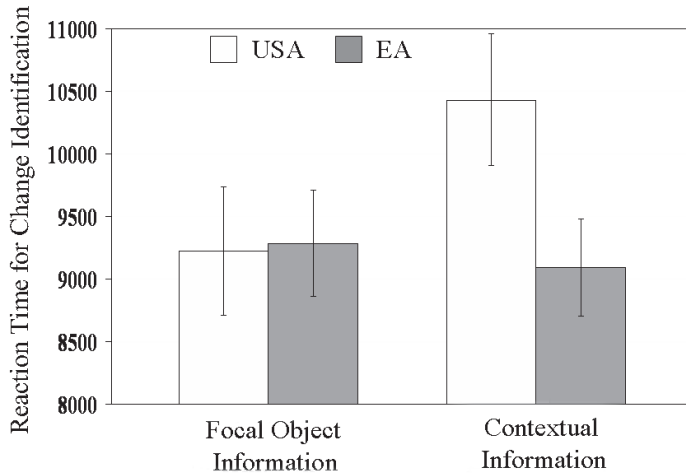 Reaction Time for Change Identification
11000
10500
10000
9500
9000
8500
8000
USA EA
Focal Object
Information
Contextual
Information